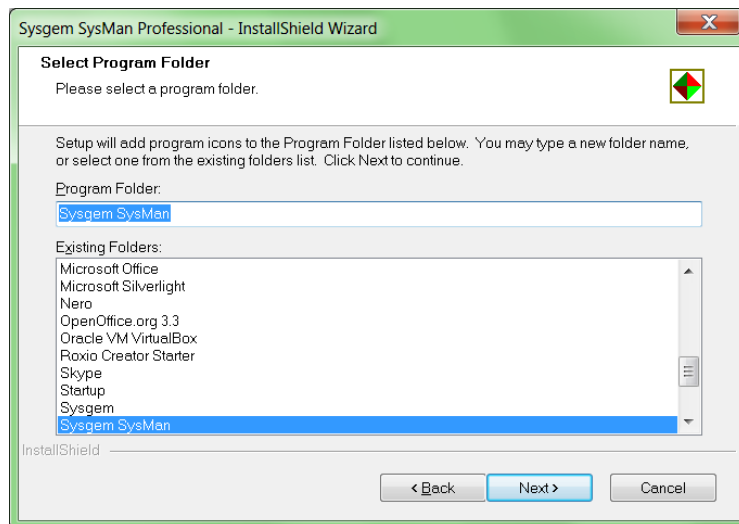 Sysgem SysMan Professional - InstallShield Wizard
Select Program Folder
Please select a program folder.
Setup will add program icons to the Program Folder listed below. You may type a new folder name,
or select one from the existing folders list. Click Next to continue.
Program Folder:
Sysgem SysMan
Existing Folders:
Microsoft Office
Microsoft Silverlight
Nero
OpenOffice.org 3.3
Oracle VM VirtualBox
Roxio Creator Starter
Skype
Startup
Sysgem
Sysgem SysMan
InstallShield
< Back Next > Cancel